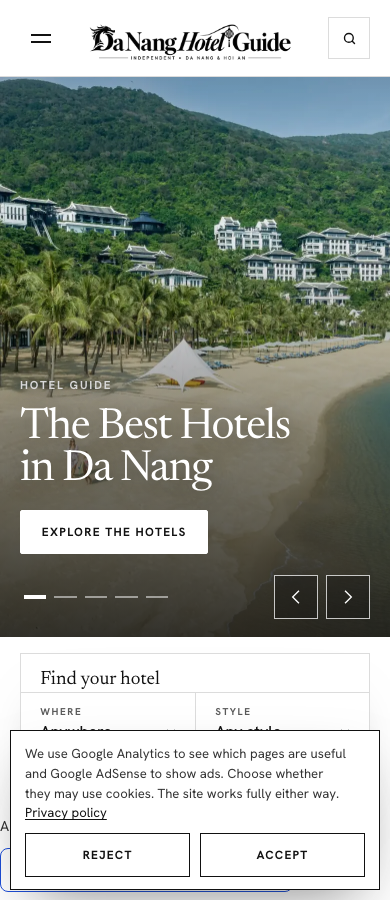 Da Nang Hotel Guide
INDEPENDENT • DA NANG & HOI AN
HOTEL GUIDE
The Best Hotels
in Da Nang
EXPLORE THE HOTELS
Find your hotel
WHERE
STYLE
Anywhere
Any style
We use Google Analytics to see which pages are useful
and Google AdSense to show ads. Choose whether
they may use cookies. The site works fully either way.
Privacy policy
REJECT
ACCEPT